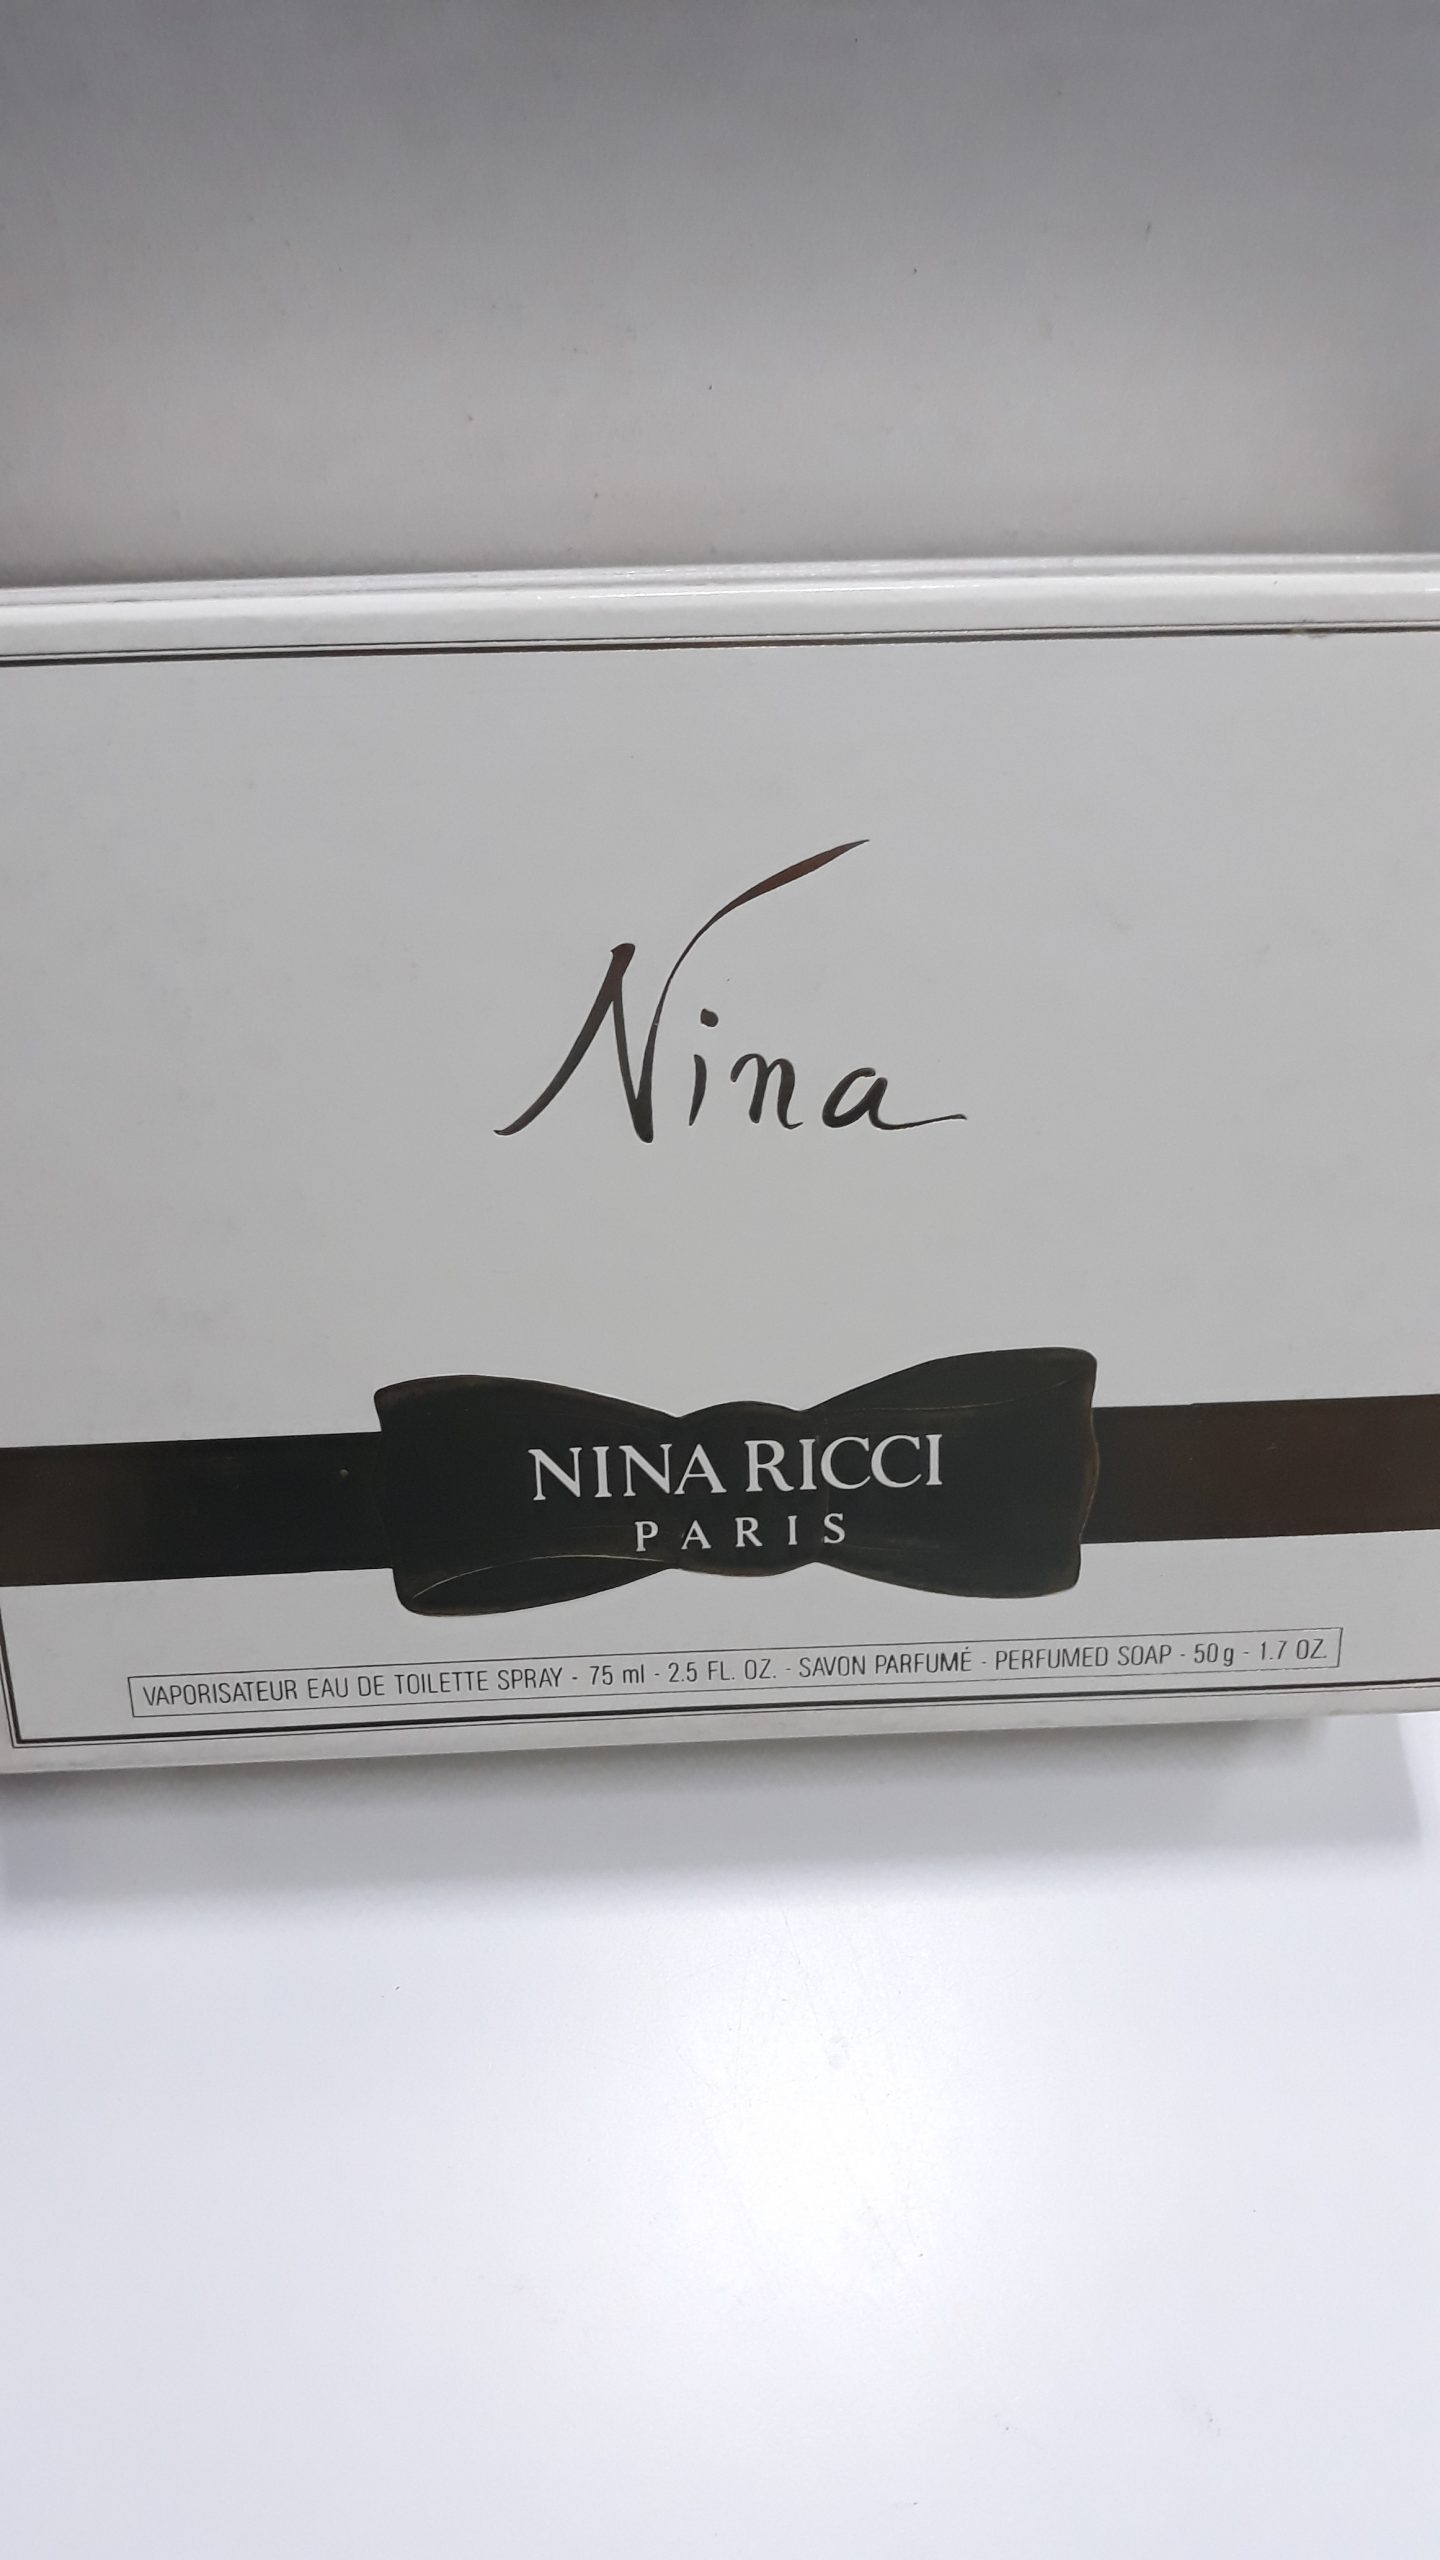 Nina
NINA RICCI
PARIS
VAPORISATEUR EAU DE TOILETTE SPRAY - 75 ml - 2.5 FL. OZ. - SAVON PARFUMÉ - PERFUMED SOAP - 50 g - 1.7 OZ.